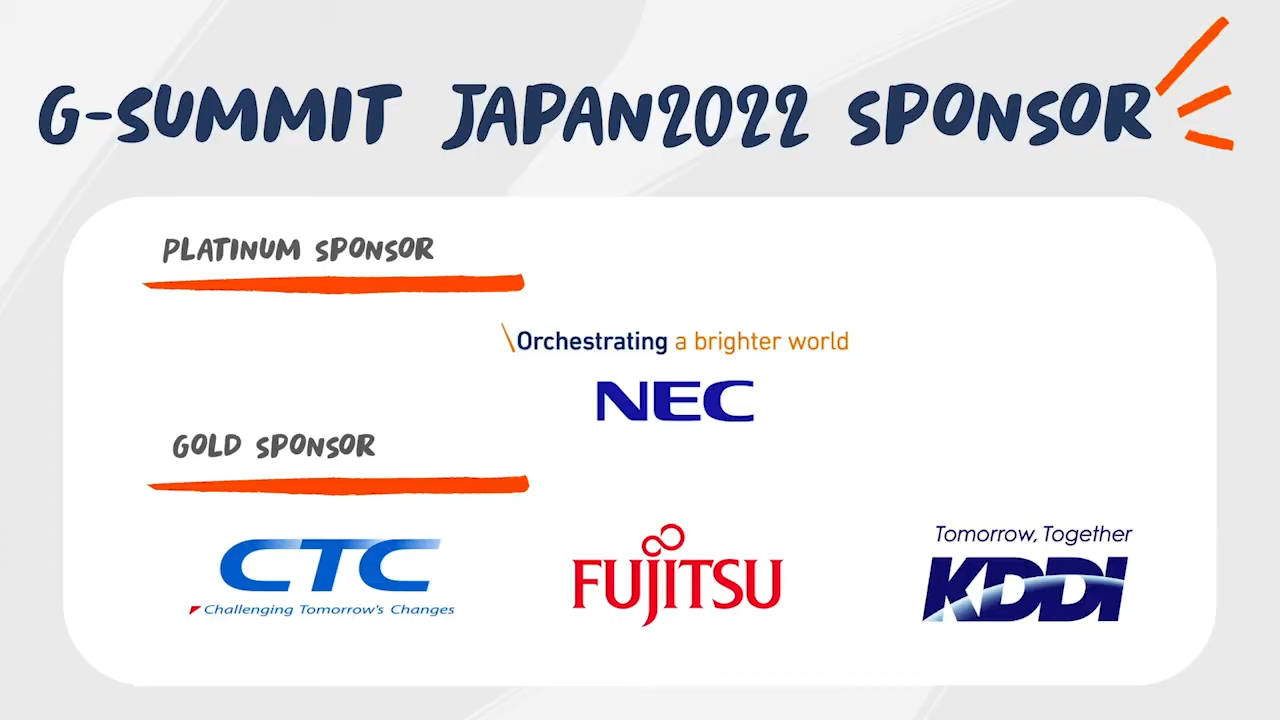 G-SUMMIT JAPAN2022 SPONSOR
PLATINUM SPONSOR
\Orchestrating a brighter world
NEC
GOLD SPONSOR
CTC
Challenging Tomorrow's Changes
FUJITSU
Tomorrow, Together
KDDI